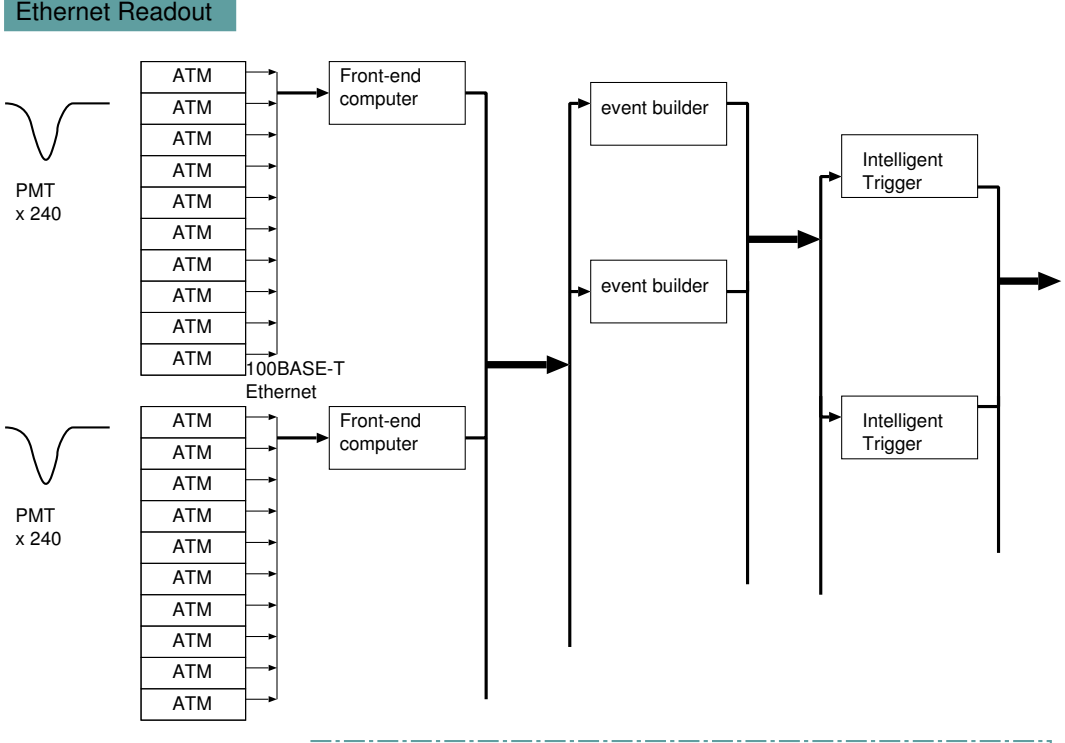 Ethernet Readout
PMT
x 240
ATM
ATM
ATM
ATM
ATM
ATM
ATM
ATM
ATM
ATM
Front-end
computer
event builder
Intelligent
Trigger
event builder
100BASE-T
Ethernet
PMT
x 240
ATM
ATM
ATM
ATM
ATM
ATM
ATM
ATM
ATM
ATM
Front-end
computer
Intelligent
Trigger